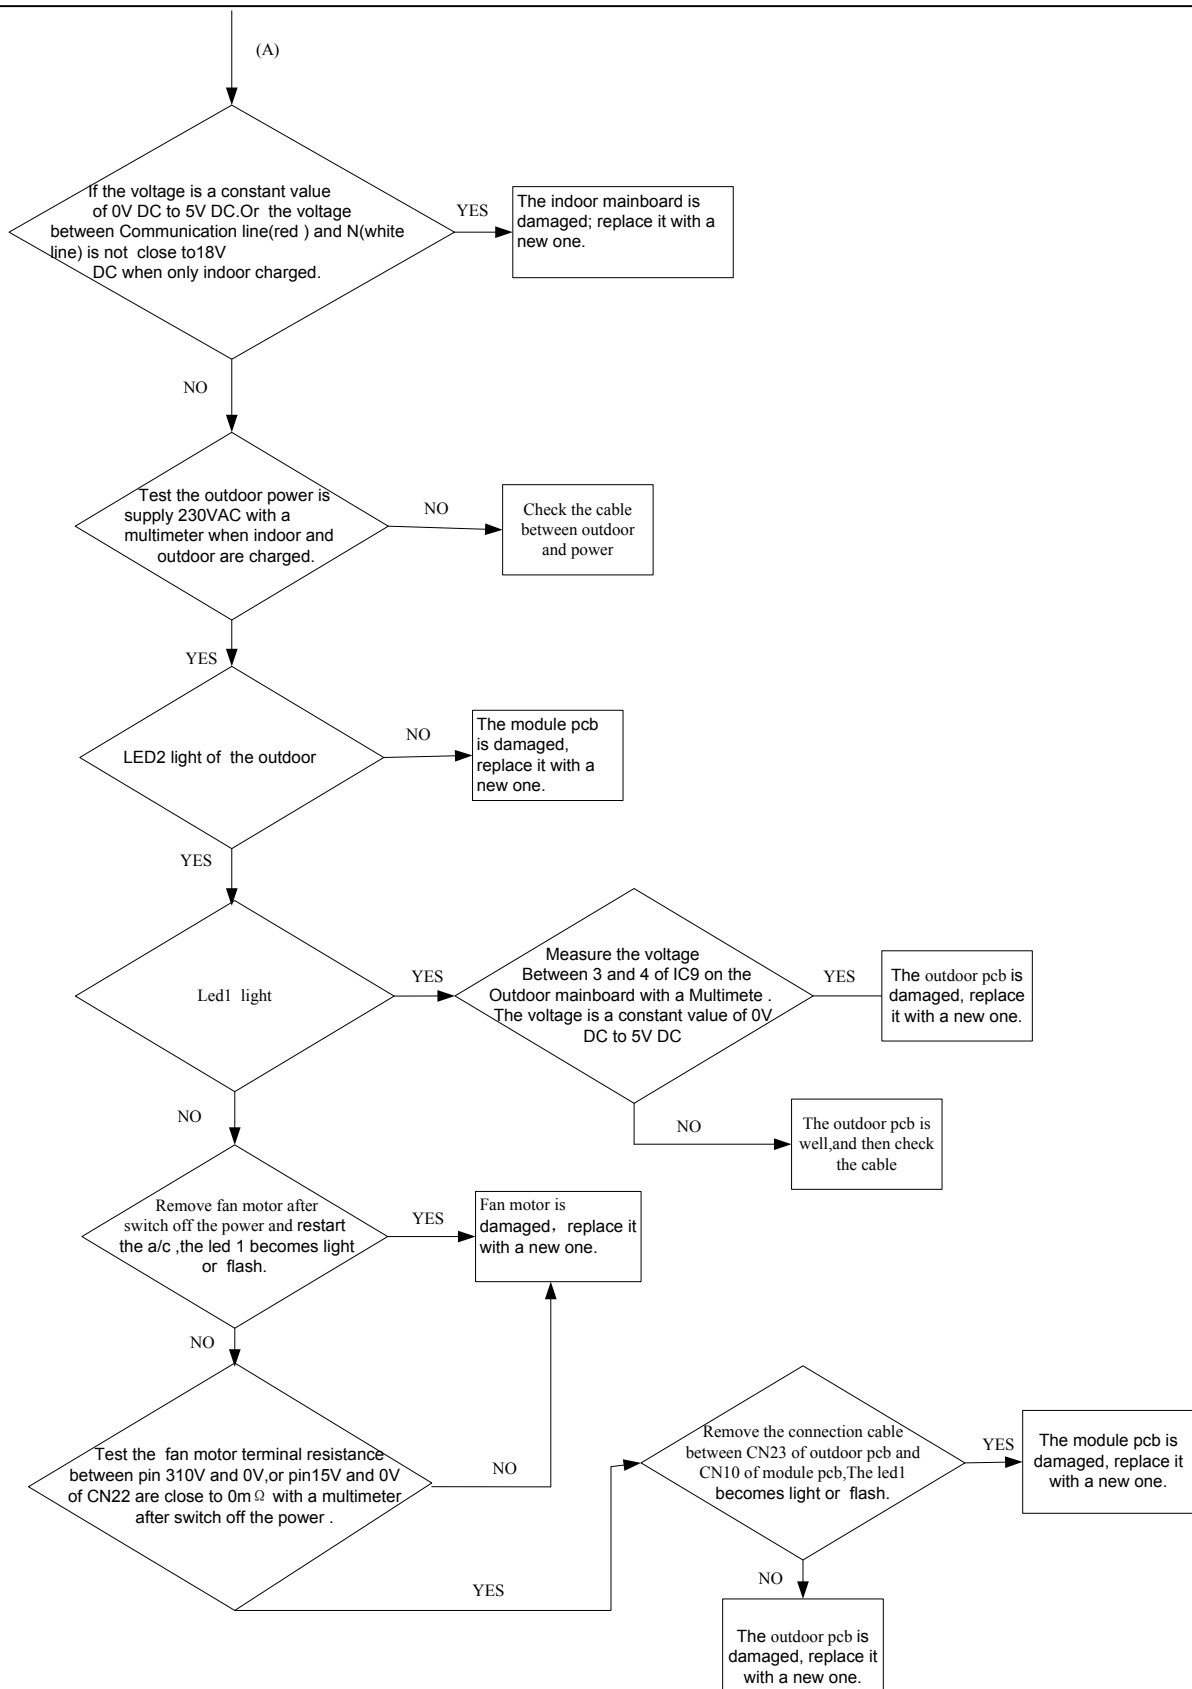 (A)
If the voltage is a constant value
of 0V DC to 5V DC.Or the voltage
between Communication line(red ) and N(white
line) is not close to18V
DC when only indoor charged.
YES
The indoor mainboard is
damaged; replace it with a
new one.
NO
Test the outdoor power is
supply 230VAC with a
multimeter when indoor and
outdoor are charged.
NO
Check the cable
between outdoor
and power
YES
LED2 light of the outdoor
NO
The module pcb
is damaged,
replace it with a
new one.
YES
Led1 light
YES
Measure the voltage
Between 3 and 4 of IC9 on the
Outdoor mainboard with a Multimete .
The voltage is a constant value of 0V
DC to 5V DC
YES
The outdoor pcb is
damaged, replace
it with a new one.
NO
The outdoor pcb is
well,and then check
the cable
NO
Remove fan motor after
switch off the power and restart
the a/c ,the led 1 becomes light
or flash.
YES
Fan motor is
damaged，replace it
with a new one.
NO
Test the fan motor terminal resistance
between pin 310V and 0V,or pin15V and 0V
of CN22 are close to 0mΩ with a multimeter
after switch off the power .
NO
YES
Remove the connection cable
between CN23 of outdoor pcb and
CN10 of module pcb,The led1
becomes light or flash.
YES
The module pcb is
damaged, replace it
with a new one.
NO
The outdoor pcb is
damaged, replace it
with a new one.